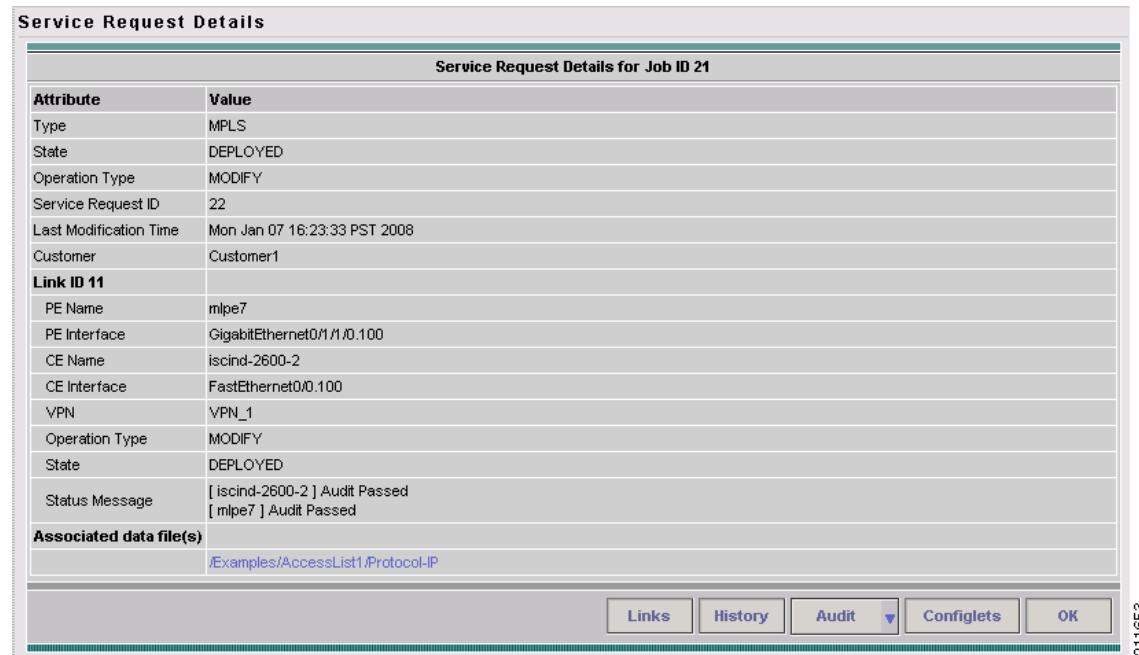 Service Request Details
Service Request Details for Job ID 21
Attribute Value
Type MPLS
State DEPLOYED
Operation Type MODIFY
Service Request ID 22
Last Modification Time Mon Jan 07 16:23:33 PST 2008
Customer Customer1
Link ID 11
PE Name mlpe7
PE Interface GigabitEthernet0/1/1/0.100
CE Name iscind-2600-2
CE Interface FastEthernet0/0.100
VPN VPN_1
Operation Type MODIFY
State DEPLOYED
Status Message [ iscind-2600-2 ] Audit Passed
[ mlpe7 ] Audit Passed
Associated data file(s)
/Examples/AccessList1/Protocol-IP
Links History Audit Configlets OK